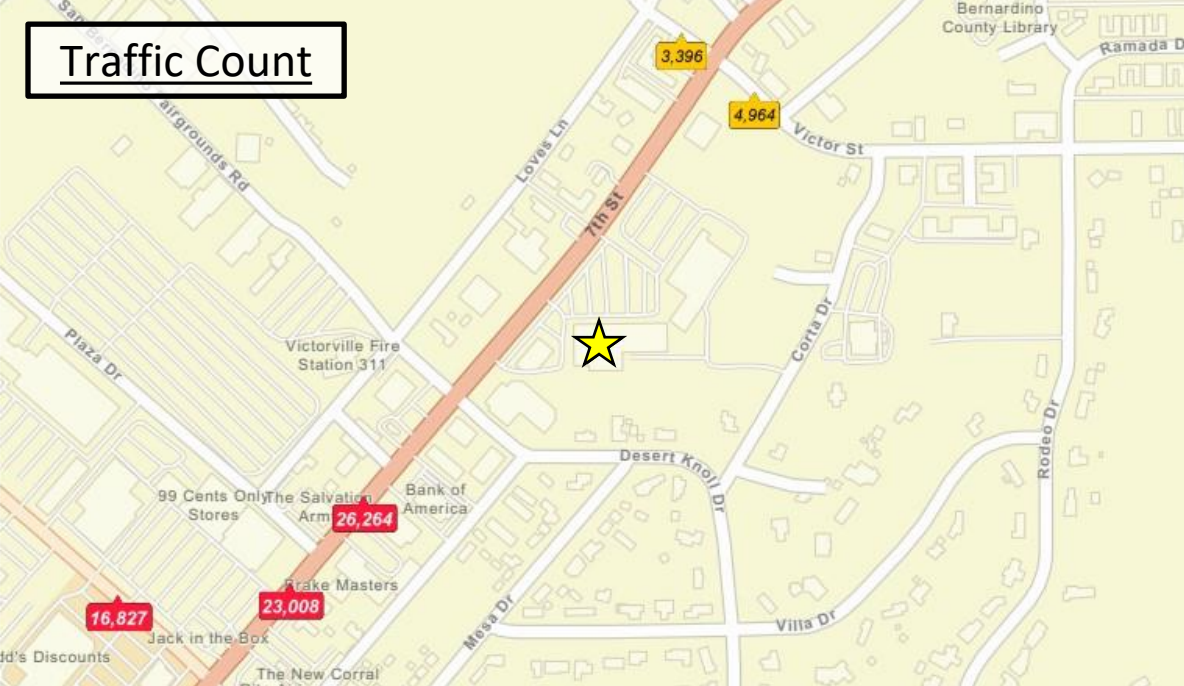 Traffic Count
Bernardino
County Library
3,396
Ramada D
4,964
Victor St
Fairgrounds Rd
Loves Ln
7th St
Plaza Dr
Victorville Fire
Station 311
Corta Dr
Rodeo Dr
Desert Knoll Dr
99 Cents Only
Stores
The Salvation
Arm
Bank of
America
26,264
Brake Masters
23,008
16,827
Jack in the Box
dd's Discounts
Mesa Dr
Villa Dr
The New Corral